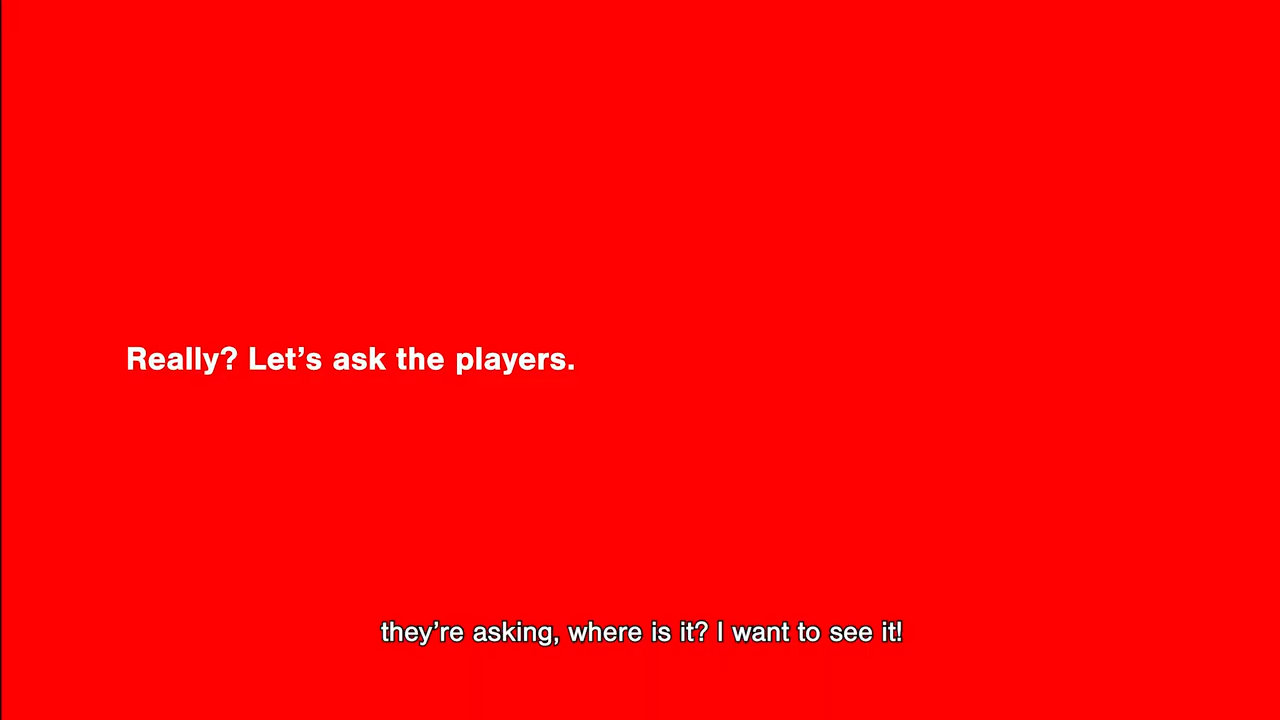 Really? Let’s ask the players.
they’re asking, where is it? I want to see it!